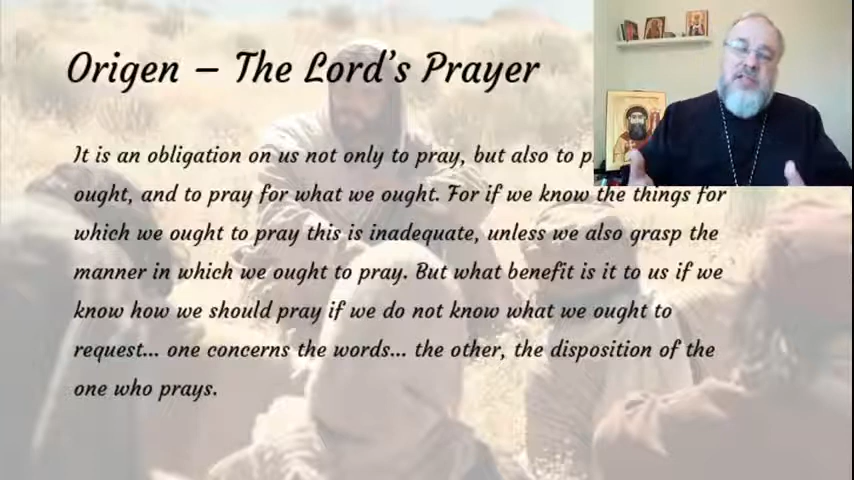 Origen – The Lord's Prayer
It is an obligation on us not only to pray, but also to
ought, and to pray for what we ought. For if we know the things for
which we ought to pray this is inadequate, unless we also grasp the
manner in which we ought to pray. But what benefit is it to us if we
know how we should pray if we do not know what we ought to
request... one concerns the words... the other, the disposition of the
one who prays.